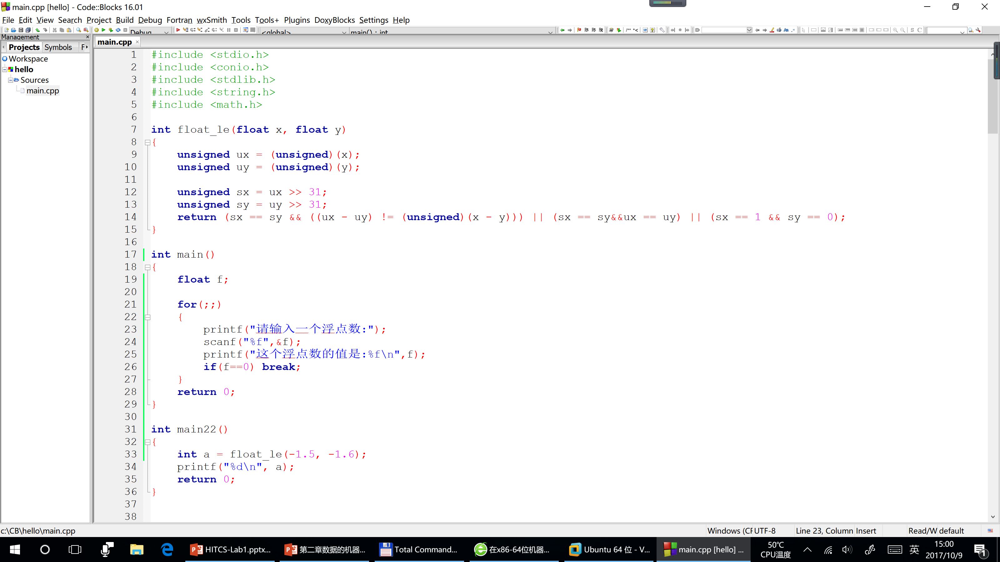 main.cpp [hello] - Code::Blocks 16.01
File Edit View Search Project Build Debug Fortran wxSmith Tools Tools+ Plugins DoxyBlocks Settings Help
Debug <global> main() : int
Management
Projects Symbols F
main.cpp
Workspace
hello
Sources
main.cpp
1 #include <stdio.h>
2 #include <conio.h>
3 #include <stdlib.h>
4 #include <string.h>
5 #include <math.h>
6
7 int float_le(float x, float y)
8 {
9 unsigned ux = (unsigned)(x);
10 unsigned uy = (unsigned)(y);
11
12 unsigned sx = ux >> 31;
13 unsigned sy = uy >> 31;
14 return (sx == sy && ((ux - uy) != (unsigned)(x - y))) || (sx == sy&&ux == uy) || (sx == 1 && sy == 0);
15 }
16
17 int main()
18 {
19 float f;
20
21 for(;;)
22 {
23 printf("请输入一个浮点数:");
24 scanf("%f",&f);
25 printf("这个浮点数的值是:%f\n",f);
26 if(f==0) break;
27 }
28 return 0;
29 }
30
31 int main22()
32 {
33 int a = float_le(-1.5, -1.6);
34 printf("%d\n", a);
35 return 0;
36 }
37
38
c:\CB\hello\main.cpp Windows (CF UTF-8 Line 23, Column Insert Read/W default
HITCS-Lab1.pptx... 第二章数据的机器... Total Command... 在x86-64位机器... Ubuntu 64 位 - V... main.cpp [hello] ... 50℃ CPU温度 英 15:00 2017/10/9 1